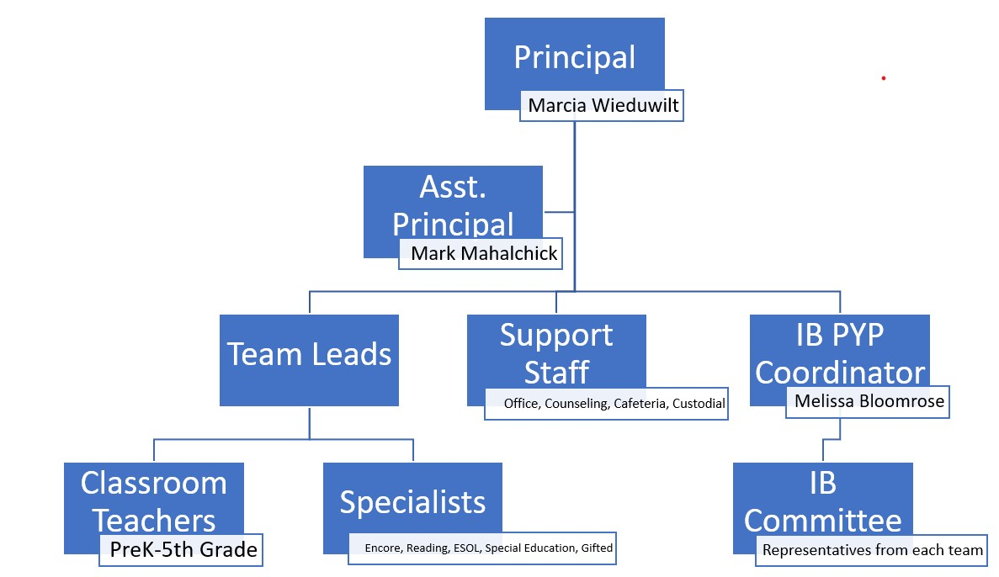 Principal
Marcia Wieduwilt
Asst.
Principal
Mark Mahalchick
Team Leads
Support
Staff
Office, Counseling, Cafeteria, Custodial
IB PYP
Coordinator
Melissa Bloomrose
Classroom
Teachers
PreK-5th Grade
Specialists
Encore, Reading, ESOL, Special Education, Gifted
IB
Committee
Representatives from each team